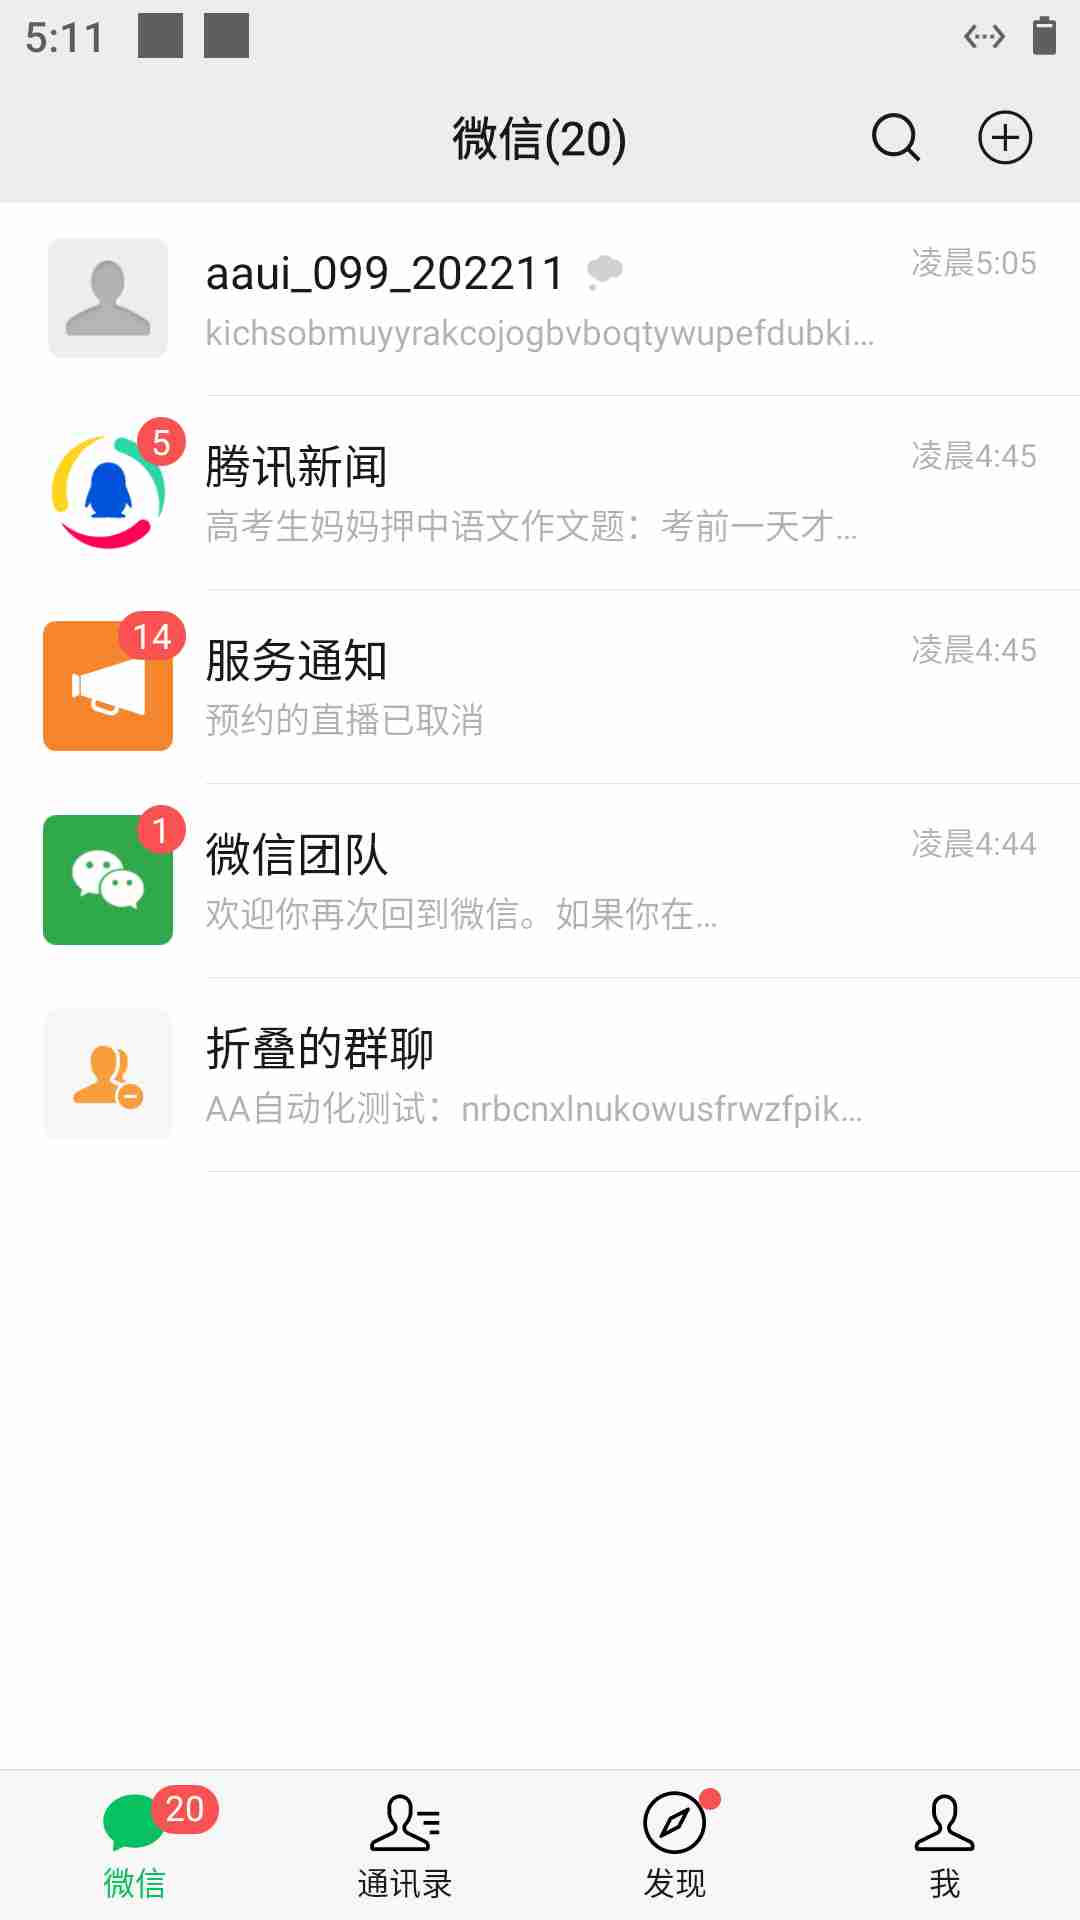 5:11
微信(20)
aaui_099_202211
凌晨5:05
kichsobmuyyrakcojogbvboqtywupefdubki...
5
腾讯新闻
凌晨4:45
高考生妈妈押中语文作文题：考前一天才...
14
服务通知
凌晨4:45
预约的直播已取消
1
微信团队
凌晨4:44
欢迎你再次回到微信。如果你在...
折叠的群聊
AA自动化测试：nrbcnxlnukowusfrwzfpik...
20
微信
通讯录
发现
我